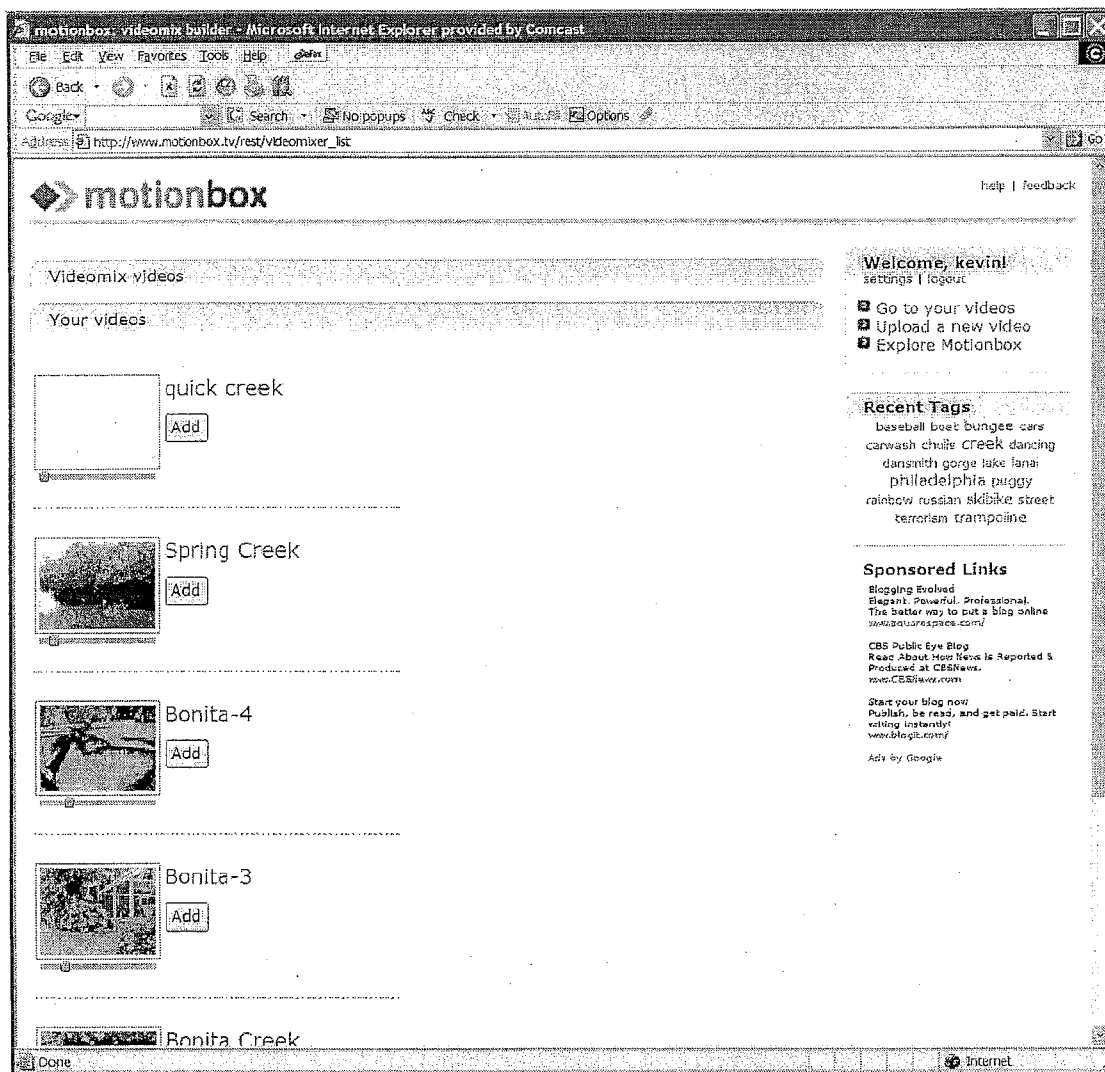 motionbox: videomix builder - Microsoft Internet Explorer provided by Comcast
File Edit View Favorites Tools Help
Back
Google Search No popups Check AutoFill Options
Address http://www.motionbox.tv/rest/videomixer_list Go
motionbox
help | feedback
Videomix videos
Your videos
quick creek
Add
Spring Creek
Add
Bonita-4
Add
Bonita-3
Add
Bonita Creek
Welcome, kevin!
settings | logout
Go to your videos
Upload a new video
Explore Motionbox
Recent Tags
baseball boat bungee cars
carwash chuile creek dancing
dansmith gorge lake lanai
philadelphia puggy
rainbow russian skibike street
terrorism trampoline
Sponsored Links
Blogging Evolved
Elegant. Powerful. Professional.
The better way to put a blog online
www.squarespace.com/
CBS Public Eye Blog
Read About How News is Reported &
Produced at CBSNews.
www.CBSNews.com
Start your blog now
Publish, be read, and get paid. Start
writing instantly!
www.blogit.com/
Ads by Google
Done
Internet